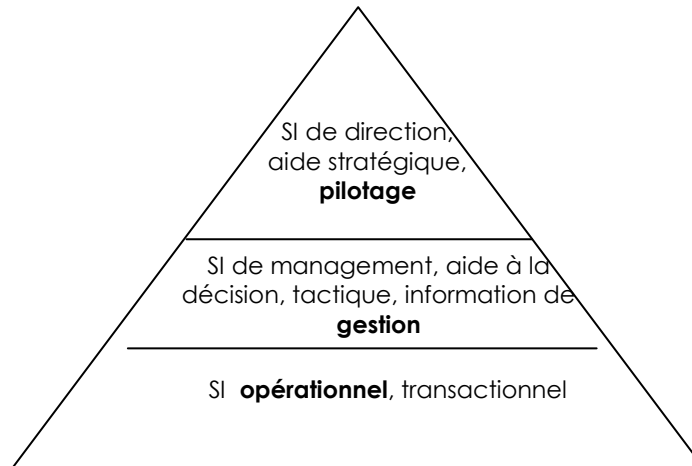 SI de direction,
aide stratégique,
pilotage
SI de management, aide à la
décision, tactique, information de
gestion
SI opérationnel, transactionnel